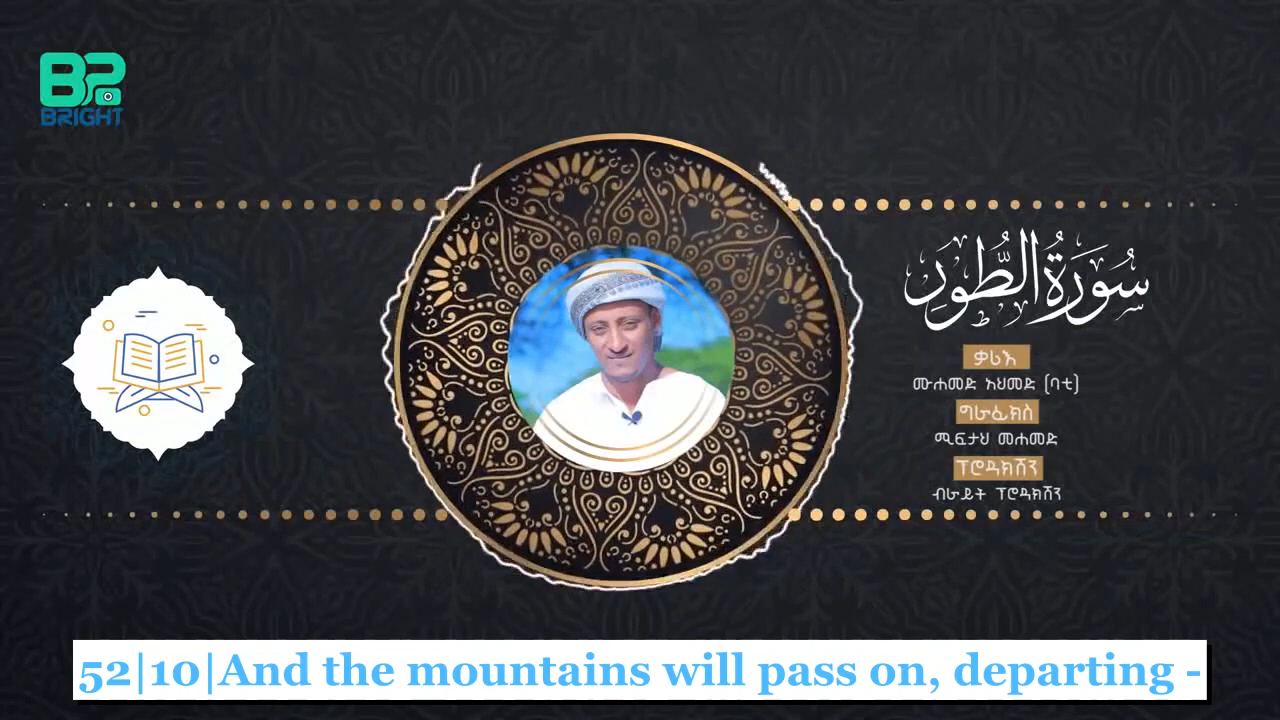 BRIGHT
سُورَةُ الطُّورِ
ቃሪእ
ሙሐመድ አህመድ (ባቲ)
ግራፊክስ
ሚፍታህ መሐመድ
ፕሮዳክሽን
ብራይት ፕሮዳክሽን
52|10|And the mountains will pass on, departing -